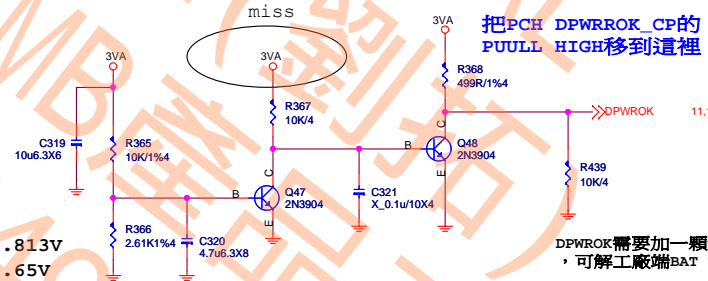 miss
3VA
把PCH DPWRROK_CP的
PUULL HIGH移到這裡
3VA
3VA
R368
499R/1%4
R367
10K/4
DPWROK
11,
C319
10u6.3X6
R365
10K/1%4
C
B
Q48
2N3904
E
C
B
Q47
2N3904
E
C321
X_0.1u/10X4
R439
10K/4
R366
2.61K1%4
C320
4.7u6.3X8
.813V
.65V
DPWROK需要加一顆
，可解工廠端BAT